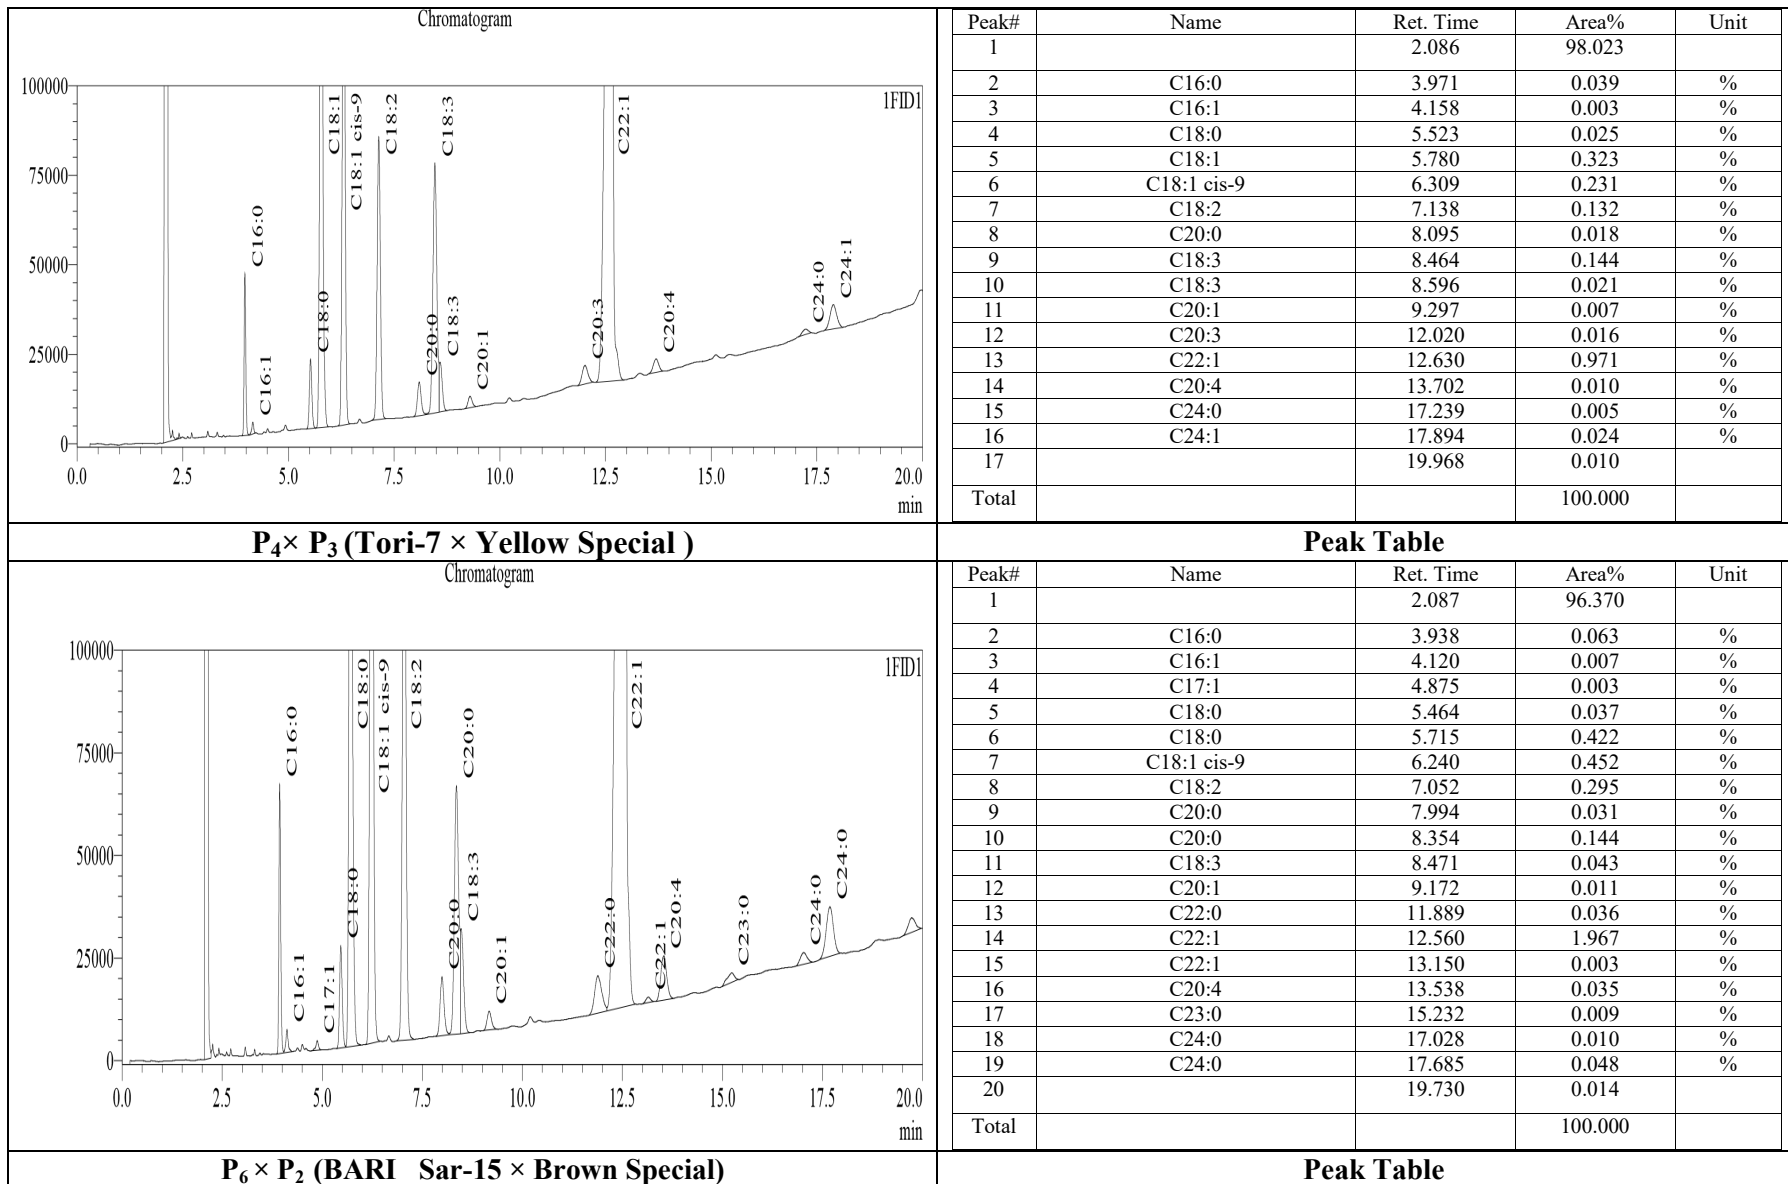 Chromatogram
100000
75000
50000
25000
0
1FID1
C16:0
C16:1
C18:0
C18:1
C18:1 cis-9
C18:2
C20:0
C18:3
C18:3
C20:1
C20:3
C22:1
C20:4
C24:0
C24:1
0.0 2.5 5.0 7.5 10.0 12.5 15.0 17.5 20.0
min
Peak# Name Ret. Time Area% Unit
1 2.086 98.023
2 C16:0 3.971 0.039 %
3 C16:1 4.158 0.003 %
4 C18:0 5.523 0.025 %
5 C18:1 5.780 0.323 %
6 C18:1 cis-9 6.309 0.231 %
7 C18:2 7.138 0.132 %
8 C20:0 8.095 0.018 %
9 C18:3 8.464 0.144 %
10 C18:3 8.596 0.021 %
11 C20:1 9.297 0.007 %
12 C20:3 12.020 0.016 %
13 C22:1 12.630 0.971 %
14 C20:4 13.702 0.010 %
15 C24:0 17.239 0.005 %
16 C24:1 17.894 0.024 %
17 19.968 0.010
Total 100.000
P4× P3 (Tori-7 × Yellow Special )
Peak Table
Chromatogram
100000
75000
50000
25000
0
1FID1
C16:0
C16:1
C17:1
C18:0
C18:0
C18:1 cis-9
C18:2
C20:0
C20:0
C18:3
C20:1
C22:0
C22:1
C22:1
C20:4
C23:0
C24:0
C24:0
0.0 2.5 5.0 7.5 10.0 12.5 15.0 17.5 20.0
min
Peak# Name Ret. Time Area% Unit
1 2.087 96.370
2 C16:0 3.938 0.063 %
3 C16:1 4.120 0.007 %
4 C17:1 4.875 0.003 %
5 C18:0 5.464 0.037 %
6 C18:0 5.715 0.422 %
7 C18:1 cis-9 6.240 0.452 %
8 C18:2 7.052 0.295 %
9 C20:0 7.994 0.031 %
10 C20:0 8.354 0.144 %
11 C18:3 8.471 0.043 %
12 C20:1 9.172 0.011 %
13 C22:0 11.889 0.036 %
14 C22:1 12.560 1.967 %
15 C22:1 13.150 0.003 %
16 C20:4 13.538 0.035 %
17 C23:0 15.232 0.009 %
18 C24:0 17.028 0.010 %
19 C24:0 17.685 0.048 %
20 19.730 0.014
Total 100.000
P6 × P2 (BARI Sar-15 × Brown Special)
Peak Table